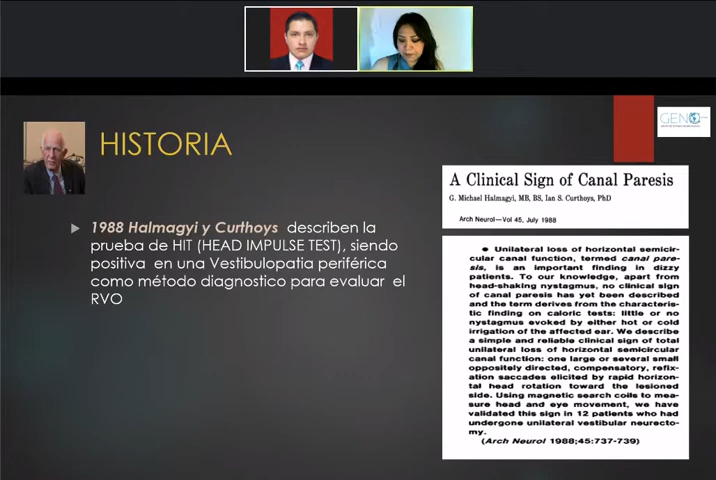 GENO
HISTORIA
1988 Halmagyi y Curthoys describen la
prueba de HIT (HEAD IMPULSE TEST), siendo
positiva en una Vestibulopatia periférica
como método diagnostico para evaluar el
RVO
A Clinical Sign of Canal Paresis
G. Michael Halmagyi, MB, BS, Ian S. Curthoys, PhD
Arch Neurol—Vol 45, July 1988
● Unilateral loss of horizontal semicir-
cular canal function, termed canal pare-
sis, is an important finding in dizzy
patients. To our knowledge, apart from
head-shaking nystagmus, no clinical sign
of canal paresis has yet been described
and the term derives from the characteris-
tic finding on caloric tests: little or no
nystagmus evoked by either hot or cold
irrigation of the affected ear. We describe
a simple and reliable clinical sign of total
unilateral loss of horizontal semicircular
canal function: one large or several small
oppositely directed, compensatory, refix-
ation saccades elicited by rapid horizon-
tal head rotation toward the lesioned
side. Using magnetic search coils to mea-
sure head and eye movement, we have
validated this sign in 12 patients who had
undergone unilateral vestibular neurecto-
my.
(Arch Neurol 1988;45:737-739)